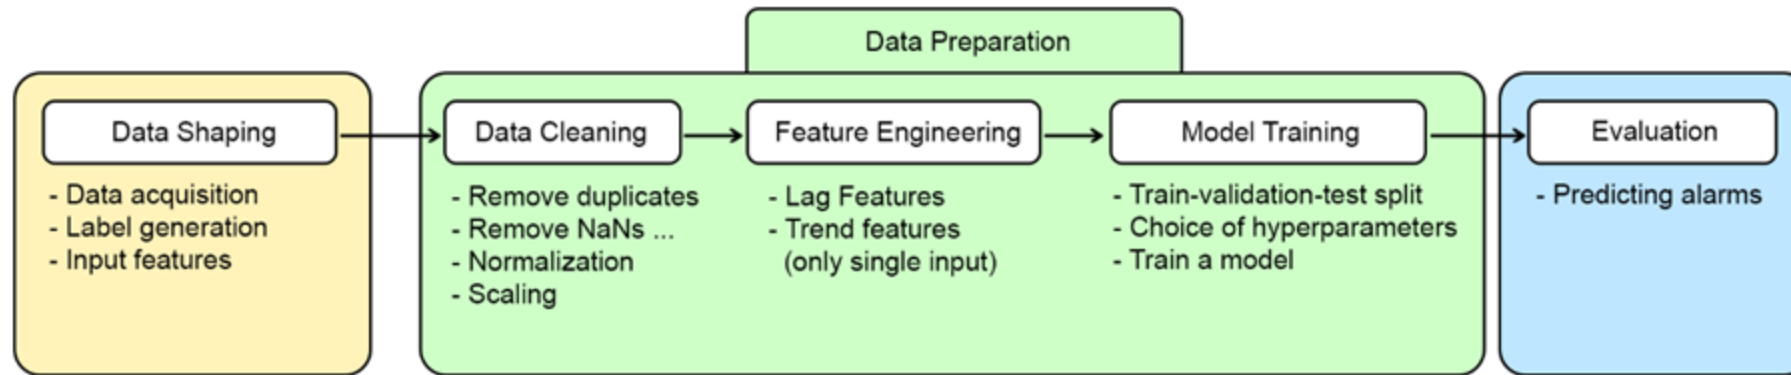 Data Preparation
Data Shaping
- Data acquisition
- Label generation
- Input features
Data Cleaning
- Remove duplicates
- Remove NaNs ...
- Normalization
- Scaling
Feature Engineering
- Lag Features
- Trend features
(only single input)
Model Training
- Train-validation-test split
- Choice of hyperparameters
- Train a model
Evaluation
- Predicting alarms